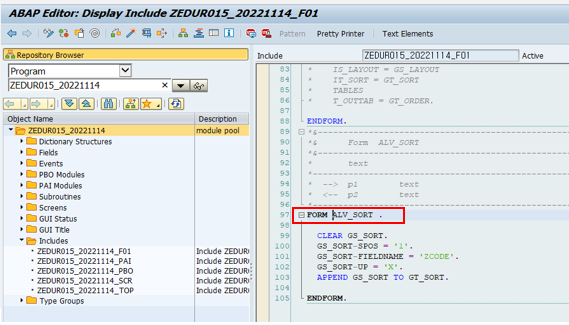 ABAP Editor: Display Include ZEDUR015_20221114_F01
Pattern Pretty Printer Text Elements
Repository Browser
Program
ZEDUR015_20221114
Object Name Description
ZEDUR015_20221114 module pool
Dictionary Structures
Fields
Events
PBO Modules
PAI Modules
Subroutines
Screens
GUI Status
GUI Title
Includes
ZEDUR015_20221114_F01 Include ZEDUR
ZEDUR015_20221114_PAI Include ZEDUR
ZEDUR015_20221114_PBO Include ZEDUR
ZEDUR015_20221114_SCR Include ZEDUR
ZEDUR015_20221114_TOP Include ZEDUR
Type Groups
Include ZEDUR015_20221114_F01 Active
83 * IS_LAYOUT = GS_LAYOUT
84 * IT_SORT = GT_SORT
85 * TABLES
86 * T_OUTTAB = GT_ORDER.
87
88 ENDFORM.
89 *&---------------------------------------------
90 *& Form ALV_SORT
91 *&---------------------------------------------
92 * text
93 *----------------------------------------------
94 * --> p1 text
95 * <-- p2 text
96 *----------------------------------------------
97 FORM ALV_SORT .
98
99 CLEAR GS_SORT.
100 GS_SORT-SPOS = '1'.
101 GS_SORT-FIELDNAME = 'ZCODE'.
102 GS_SORT-UP = 'X'.
103 APPEND GS_SORT TO GT_SORT.
104
105 ENDFORM.